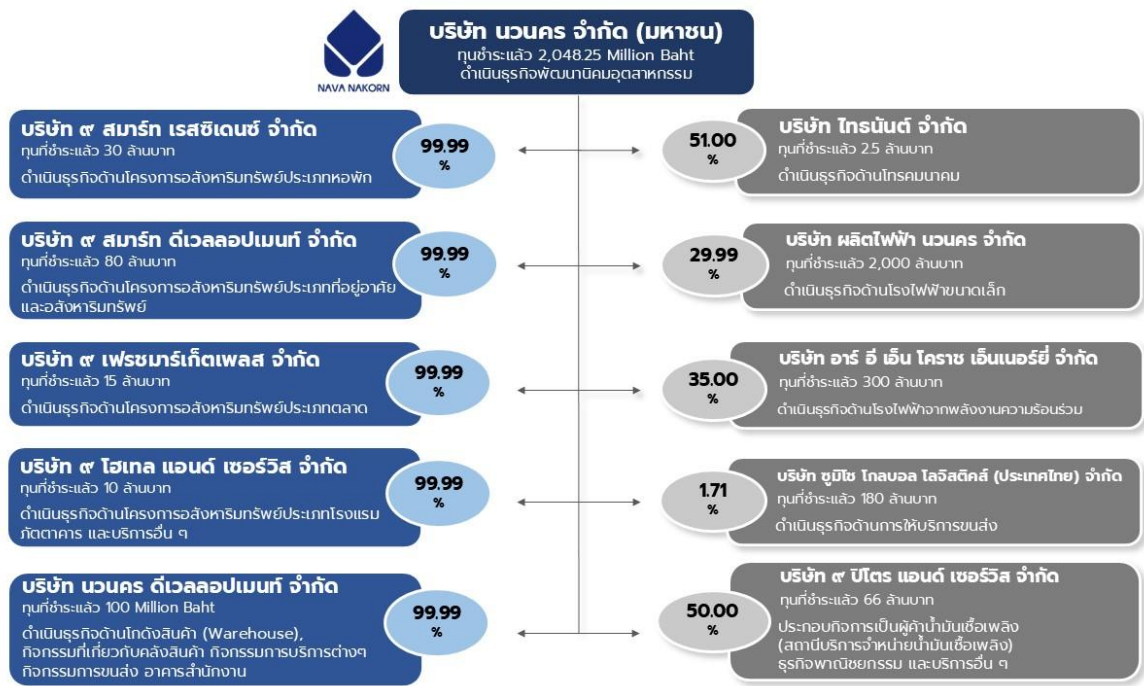 NAVA NAKORN
บริษัท นวนคร จำกัด (มหาชน)
ทุนชำระแล้ว 2,048.25 Million Baht
ดำเนินธุรกิจพัฒนานิคมอุตสาหกรรม
บริษัท ๙ สมาร์ท เรสซิเดนซ์ จำกัด
ทุนที่ชำระแล้ว 30 ล้านบาท
ดำเนินธุรกิจด้านโครงการอสังหาริมทรัพย์ประเภทหอพัก
99.99
%
บริษัท ๙ สมาร์ท ดีเวลลอปเมนท์ จำกัด
ทุนที่ชำระแล้ว 80 ล้านบาท
ดำเนินธุรกิจด้านโครงการอสังหาริมทรัพย์ประเภทที่อยู่อาศัย
และอสังหาริมทรัพย์
99.99
%
บริษัท ๙ เฟรชมาร์เก็ตเพลส จำกัด
ทุนที่ชำระแล้ว 15 ล้านบาท
ดำเนินธุรกิจด้านโครงการอสังหาริมทรัพย์ประเภทตลาด
99.99
%
บริษัท ๙ โฮเทล แอนด์ เซอร์วิส จำกัด
ทุนที่ชำระแล้ว 10 ล้านบาท
ดำเนินธุรกิจด้านโครงการอสังหาริมทรัพย์ประเภทโรงแรม
ภัตตาคาร และบริการอื่น ๆ
99.99
%
บริษัท นวนคร ดีเวลลอปเมนท์ จำกัด
ทุนที่ชำระแล้ว 100 Million Baht
ดำเนินธุรกิจด้านโกดังสินค้า (Warehouse),
กิจกรรมที่เกี่ยวกับคลังสินค้า กิจกรรมการบริการต่างๆ
กิจกรรมการขนส่ง อาคารสำนักงาน
99.99
%
51.00
%
บริษัท ไทธนันต์ จำกัด
ทุนที่ชำระแล้ว 2.5 ล้านบาท
ดำเนินธุรกิจด้านโทรคมนาคม
29.99
%
บริษัท ผลิตไฟฟ้า นวนคร จำกัด
ทุนที่ชำระแล้ว 2,000 ล้านบาท
ดำเนินธุรกิจด้านโรงไฟฟ้าขนาดเล็ก
35.00
%
บริษัท อาร์ อี เอ็น โคราช เอ็นเนอร์ยี่ จำกัด
ทุนที่ชำระแล้ว 300 ล้านบาท
ดำเนินธุรกิจด้านโรงไฟฟ้าจากพลังงานความร้อนร่วม
1.71
%
บริษัท ซูมิโช โกลบอล โลจิสติคส์ (ประเทศไทย) จำกัด
ทุนที่ชำระแล้ว 180 ล้านบาท
ดำเนินธุรกิจด้านการให้บริการขนส่ง
50.00
%
บริษัท ๙ ปิโตร แอนด์ เซอร์วิส จำกัด
ทุนที่ชำระแล้ว 66 ล้านบาท
ประกอบกิจการเป็นผู้ค้าน้ำมันเชื้อเพลิง
(สถานีบริการจำหน่ายน้ำมันเชื้อเพลิง)
ธุรกิจพาณิชยกรรม และบริการอื่น ๆ